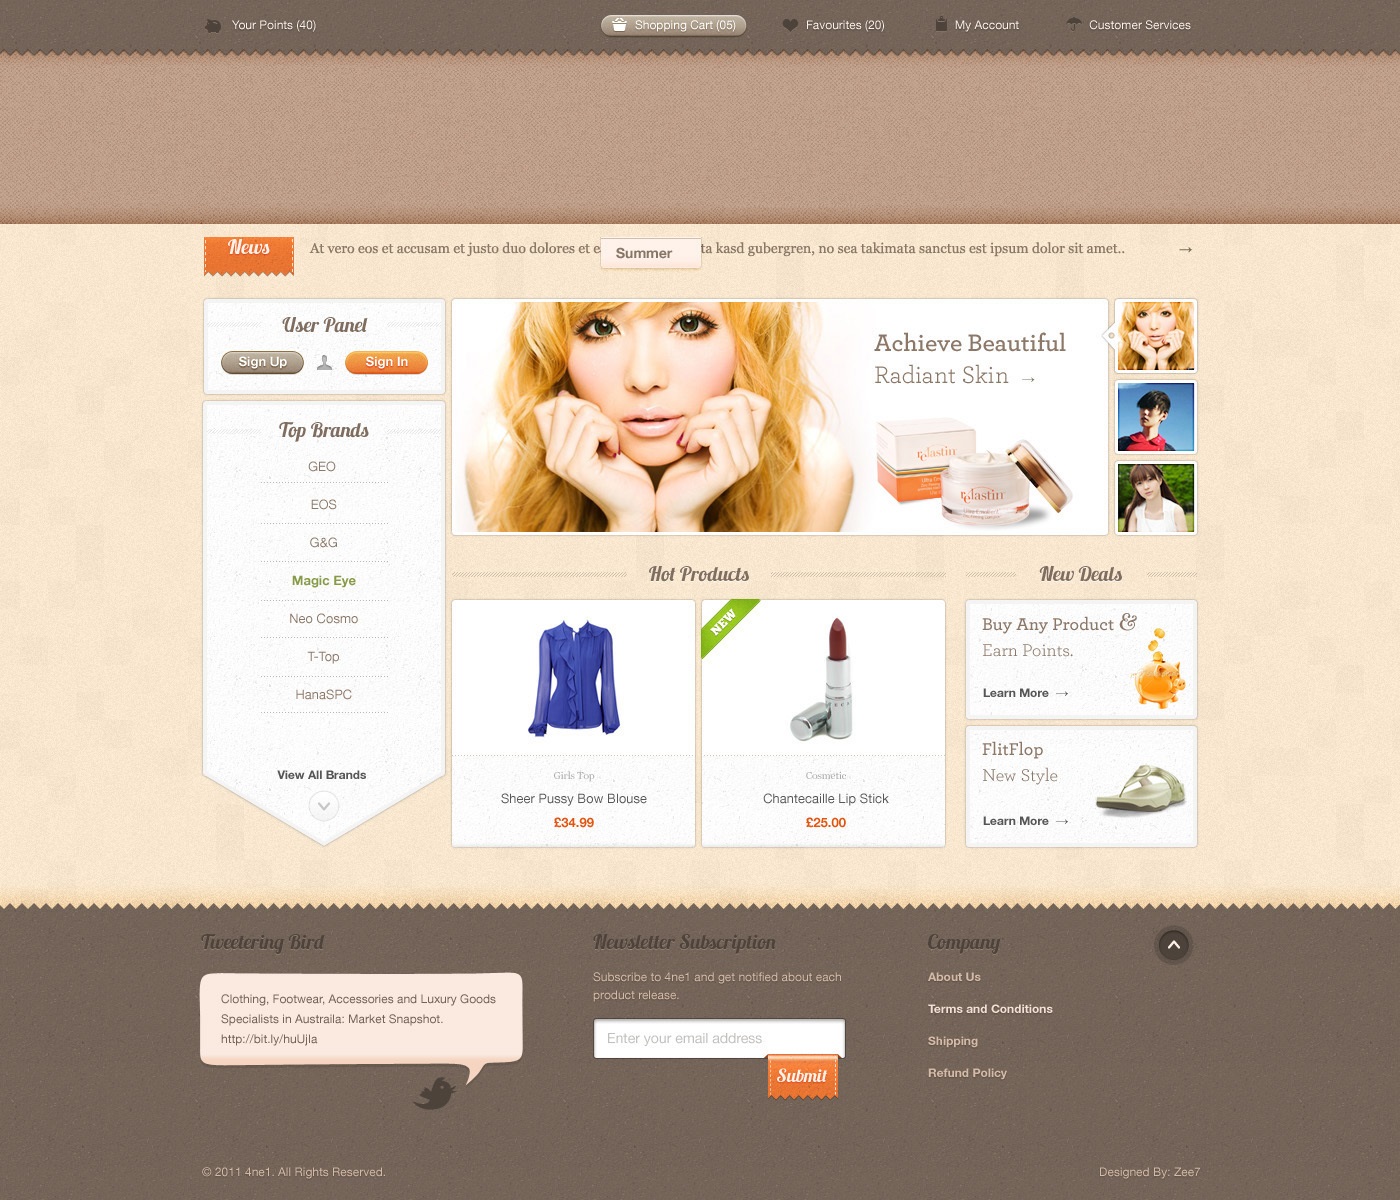 Your Points (40)
Shopping Cart (05)
Favourites (20)
My Account
Customer Services
News
At vero eos et accusam et justo duo dolores et
Summer
kasd gubergren, no sea takimata sanctus est ipsum dolor sit amet..
→
User Panel
Sign Up
Sign In
Top Brands
GEO
EOS
G&G
Magic Eye
Neo Cosmo
T-Top
HanaSPC
View All Brands
Achieve Beautiful
Radiant Skin →
relastin
relastin
Hot Products
NEW
Girls Top
Sheer Pussy Bow Blouse
£34.99
Cosmetic
Chantecaille Lip Stick
£25.00
New Deals
Buy Any Product &
Earn Points.
Learn More →
FlitFlop
New Style
Learn More →
Tweetering Bird
Clothing, Footwear, Accessories and Luxury Goods
Specialists in Austraila: Market Snapshot.
http://bit.ly/huUjIa
Newsletter Subscription
Subscribe to 4ne1 and get notified about each
product release.
Enter your email address
Submit
Company
About Us
Terms and Conditions
Shipping
Refund Policy
© 2011 4ne1. All Rights Reserved.
Designed By: Zee7